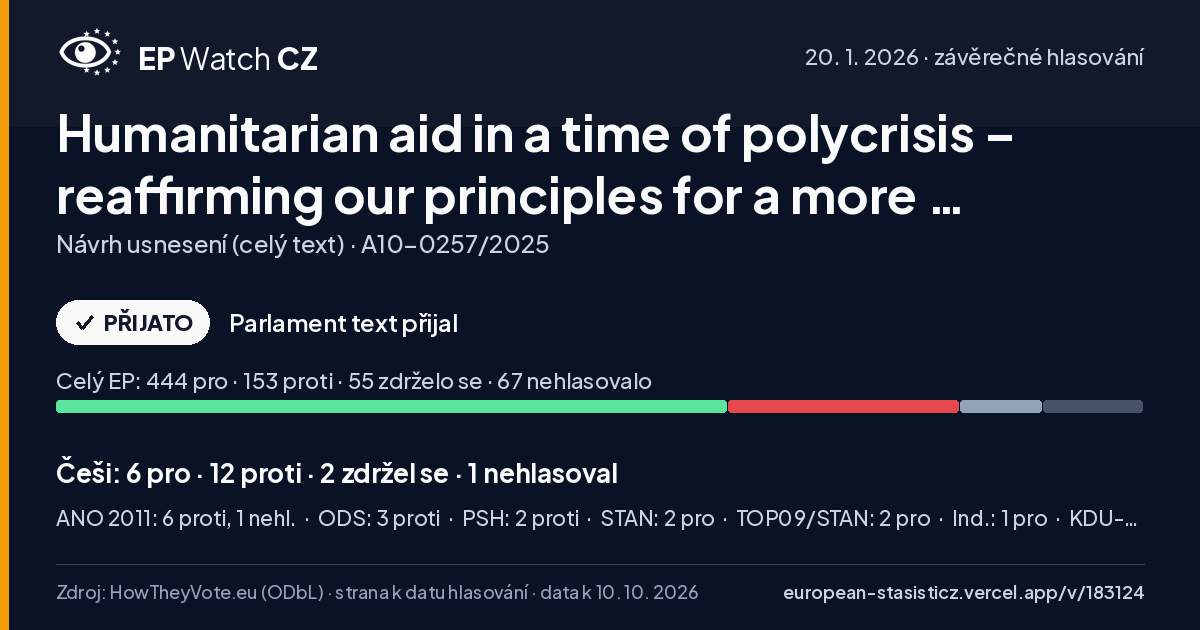 EP Watch CZ
20. 1. 2026 · závěrečné hlasování
Humanitarian aid in a time of polycrisis –
reaffirming our principles for a more …
Návrh usnesení (celý text) · A10-0257/2025
✓ PŘIJATO
Parlament text přijal
Celý EP: 444 pro · 153 proti · 55 zdrželo se · 67 nehlasovalo
Češi: 6 pro · 12 proti · 2 zdržel se · 1 nehlasoval
ANO 2011: 6 proti, 1 nehl. · ODS: 3 proti · PSH: 2 proti · STAN: 2 pro · TOP09/STAN: 2 pro · Ind.: 1 pro · KDU-…
Zdroj: HowTheyVote.eu (ODbL) · strana k datu hlasování · data k 10. 10. 2026
european-stasisticz.vercel.app/v/183124